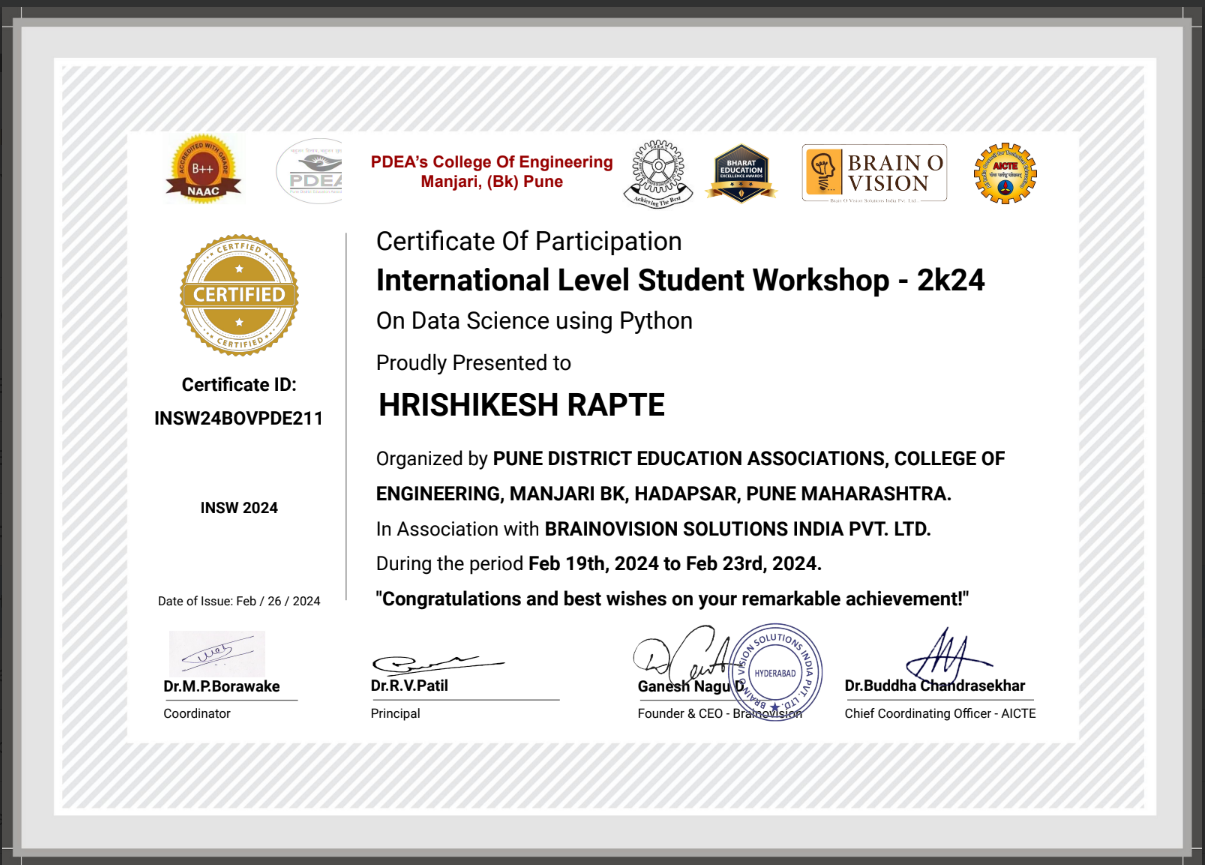 ACCREDITED WITH GRADE
B++
NAAC
PDEA
PDEA's College Of Engineering
Manjari, (Bk) Pune
Achieving The Best
BHARAT
EDUCATION
EXCELLENCE AWARDS
BRAIN O
VISION
Brain O Vision Solutions India Pvt. Ltd.
AICTE
CERTFIED
CERTIFIED
CERTIFIED
Certificate ID:
INSW24BOVPDE211
INSW 2024
Date of Issue: Feb / 26 / 2024
Certificate Of Participation
International Level Student Workshop - 2k24
On Data Science using Python
Proudly Presented to
HRISHIKESH RAPTE
Organized by PUNE DISTRICT EDUCATION ASSOCIATIONS, COLLEGE OF
ENGINEERING, MANJARI BK, HADAPSAR, PUNE MAHARASHTRA.
In Association with BRAINOVISION SOLUTIONS INDIA PVT. LTD.
During the period Feb 19th, 2024 to Feb 23rd, 2024.
"Congratulations and best wishes on your remarkable achievement!"
Dr.M.P.Borawake
Coordinator
Dr.R.V.Patil
Principal
Ganesh Nagu D
Founder & CEO - Brainovision
BRAIN O VISION SOLUTIONS INDIA PVT. LTD.
HYDERABAD
Dr.Buddha Chandrasekhar
Chief Coordinating Officer - AICTE